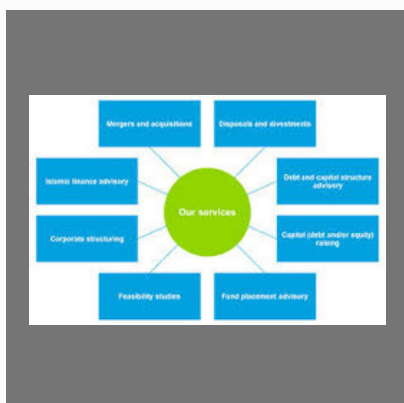 Mergers and acquisitions
Disposals and divestments
Islamic finance advisory
Debt and capital structure
advisory
Our services
Corporate structuring
Capital (debt and/or equity)
raising
Feasibility studies
Fund placement advisory